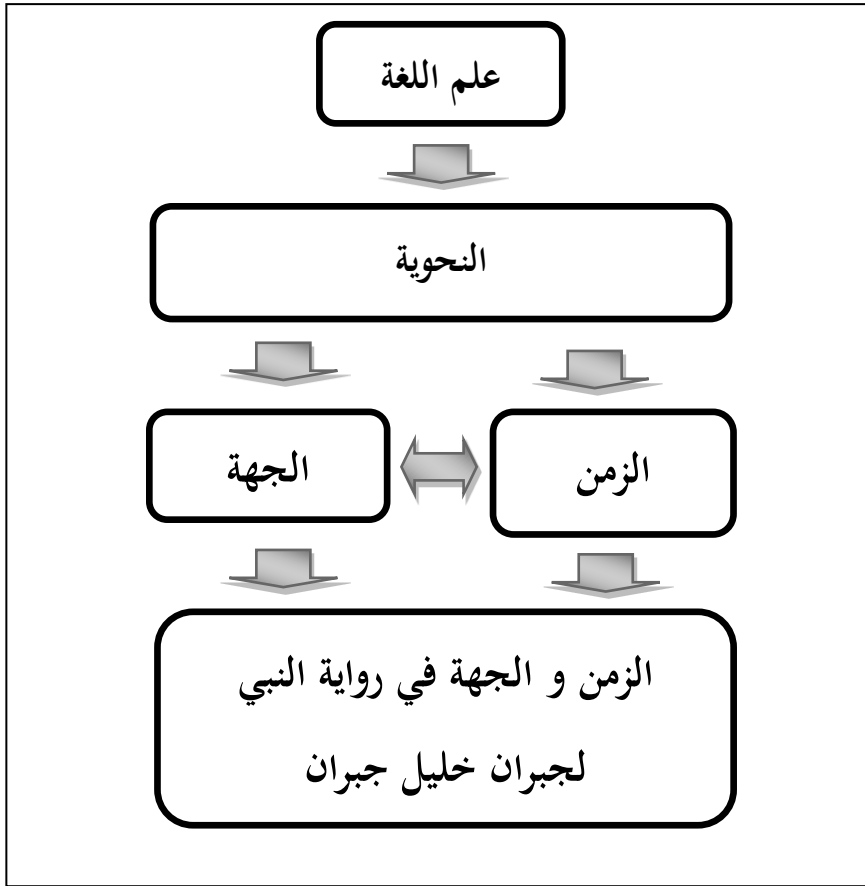 علم اللغة
النحوية
الزمن
الجهة
الزمن و الجهة في رواية النبي
لجبران خليل جبران